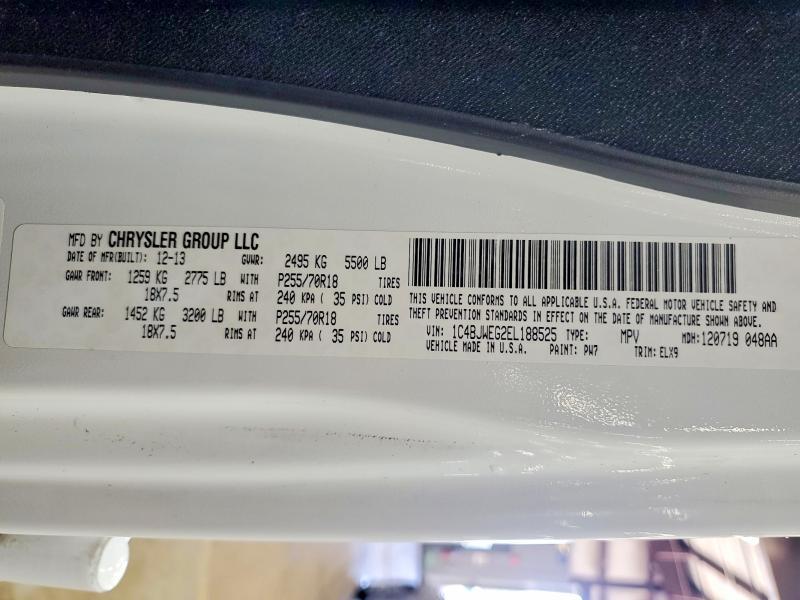 MFD BY CHRYSLER GROUP LLC
DATE OF MFR(BUILT): 12-13 GVWR: 2495 KG 5500 LB
GAWR FRONT: 1259 KG 2775 LB WITH P255/70R18 TIRES
18X7.5 RIMS AT 240 KPA ( 35 PSI) COLD
GAWR REAR: 1452 KG 3200 LB WITH P255/70R18 TIRES
18X7.5 RIMS AT 240 KPA ( 35 PSI) COLD
THIS VEHICLE CONFORMS TO ALL APPLICABLE U.S.A. FEDERAL MOTOR VEHICLE SAFETY AND
THEFT PREVENTION STANDARDS IN EFFECT ON THE DATE OF MANUFACTURE SHOWN ABOVE.
VIN: 1C4BJWEG2EL188525 TYPE: MPV MDH: 120719 048AA
VEHICLE MADE IN U.S.A. PAINT: PW7 TRIM: ELX9